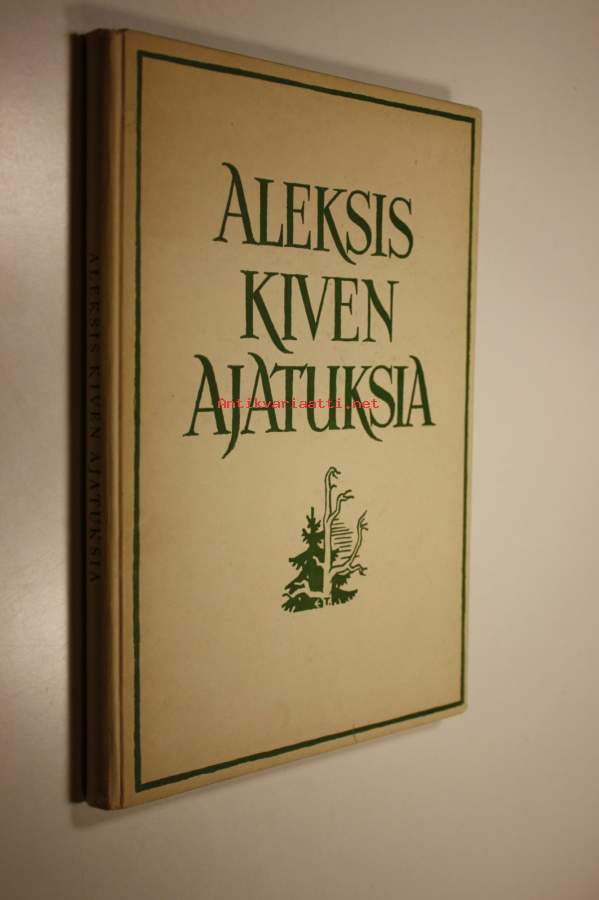 ALEKSIS
KIVEN
AJATUKSIA
Antikvariaatti.net
ALEKSIS KIVEN AJATUKSIA